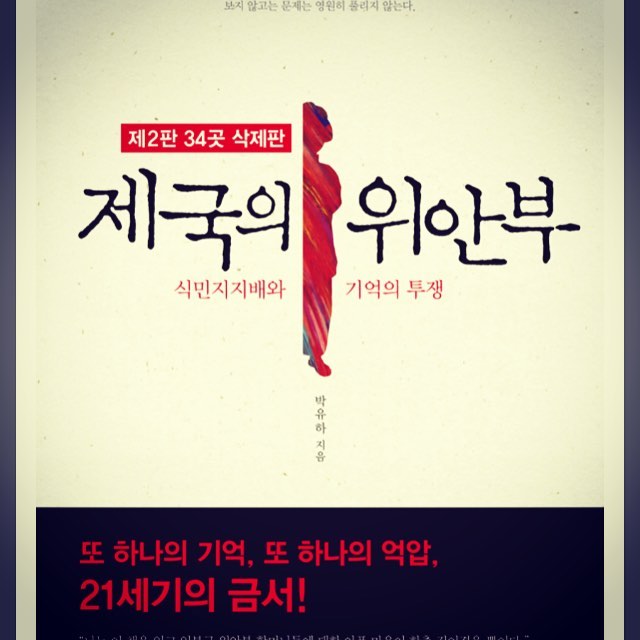 보지 않고는 문제는 영원히 풀리지 않는다.
제2판 34곳 삭제판
제국의 위안부
식민지지배와 기억의 투쟁
박유하 지음
또 하나의 기억, 또 하나의 억압,
21세기의 금서!